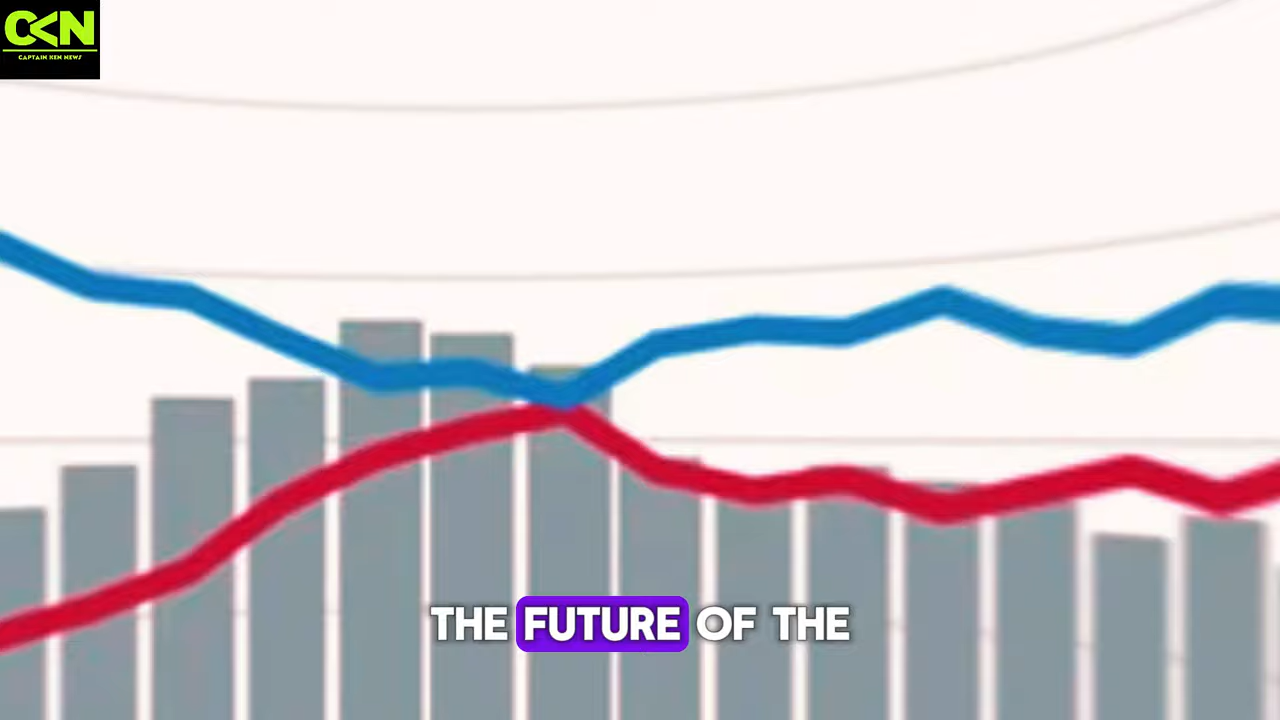 CKN
CAPTAIN KEN NEWS
THE FUTURE OF THE